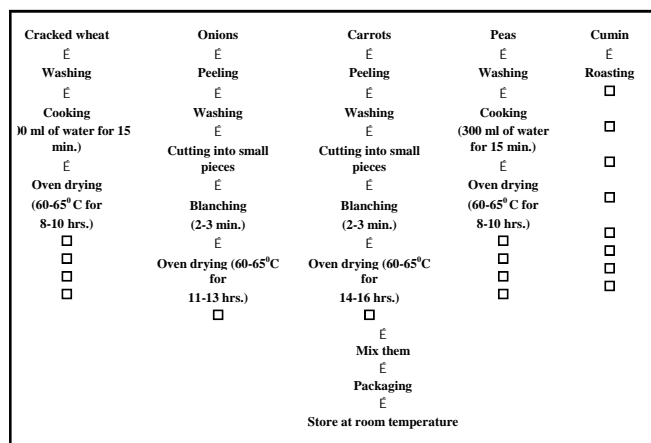 Cracked wheat
É
Washing
É
Cooking
00 ml of water for 15
min.)
É
Oven drying
(60-65⁰ C for
8-10 hrs.)
□
□
□
□
Onions
É
Peeling
É
Washing
É
Cutting into small
pieces
É
Blanching
(2-3 min.)
É
Oven drying (60-65⁰C
for
11-13 hrs.)
□
Carrots
É
Peeling
É
Washing
É
Cutting into small
pieces
É
Blanching
(2-3 min.)
É
Oven drying (60-65⁰C
for
14-16 hrs.)
□
Peas
É
Washing
É
Cooking
(300 ml of water
for 15 min.)
É
Oven drying
(60-65⁰ C for
8-10 hrs.)
□
□
□
□
Cumin
É
Roasting
□
□
□
□
□
□
□
□
É
Mix them
É
Packaging
É
Store at room temperature